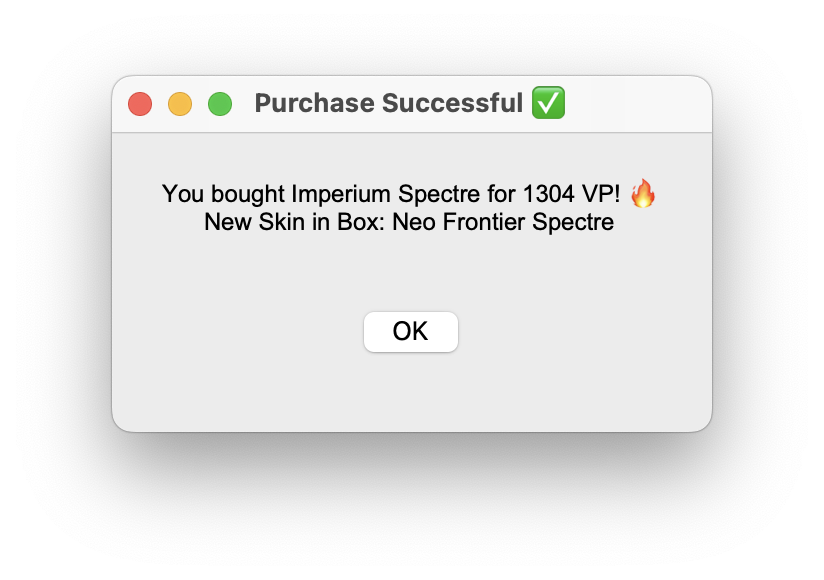 Purchase Successful ✅
You bought Imperium Spectre for 1304 VP! 🔥
New Skin in Box: Neo Frontier Spectre
OK